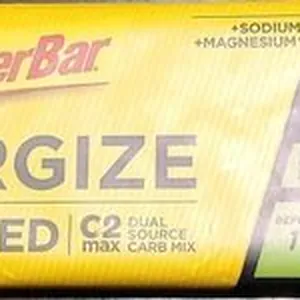 erBar
+SODIUM
+MAGNESIUM
RGIZE
ED
C2
max
DUAL
SOURCE
CARB MIX